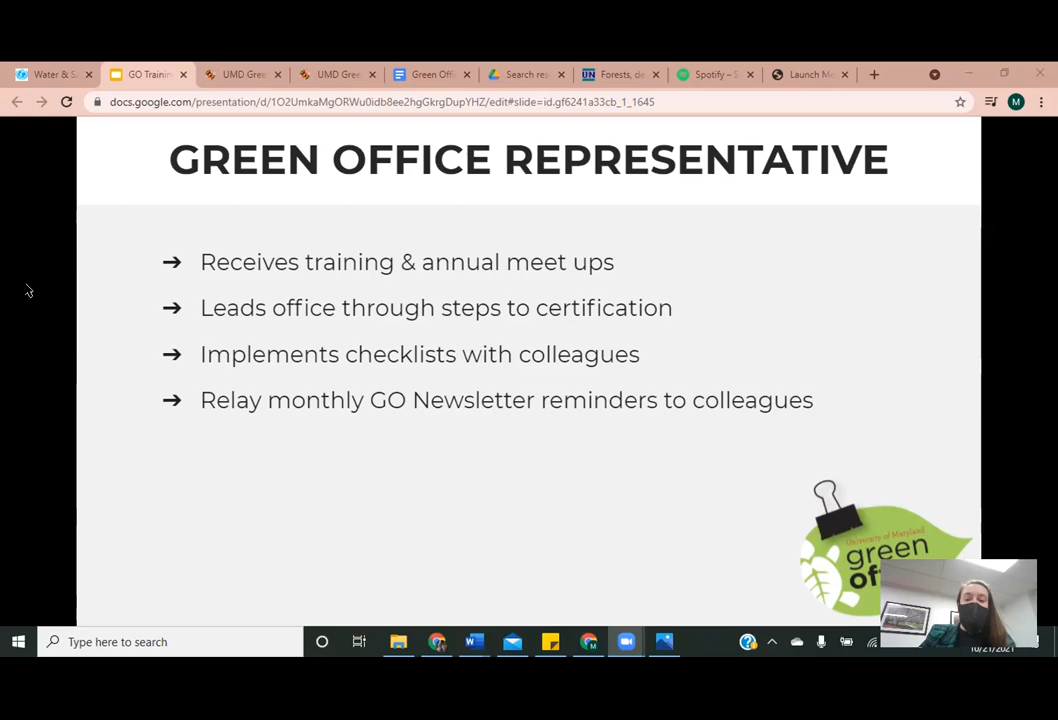 Water & S
GO Trainin
UMD Gree
UMD Gree
Green Offi
Search res
Forests, de
Spotify – S
Launch Me
docs.google.com/presentation/d/1O2UmkaMgORWu0idb8ee2hgGkrgDupYHZ/edit#slide=id.gf6241a33cb_1_1645
M
GREEN OFFICE REPRESENTATIVE
➔ Receives training & annual meet ups
➔ Leads office through steps to certification
➔ Implements checklists with colleagues
➔ Relay monthly GO Newsletter reminders to colleagues
University of Maryland
green
of
Type here to search
10/21/2021